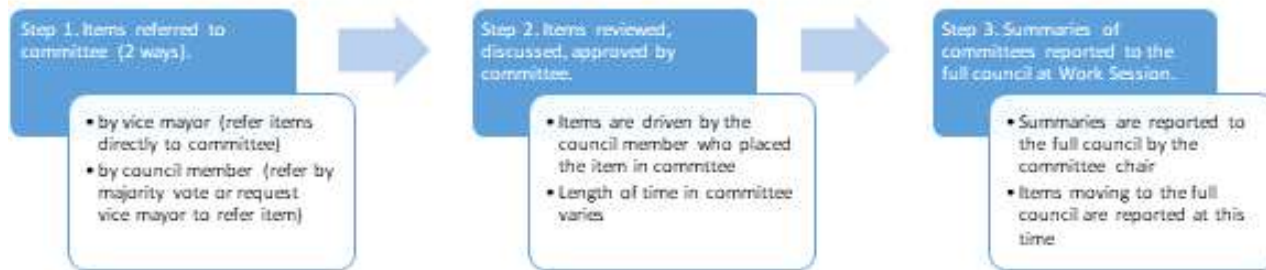 Step 1. Items referred to
committee (2 ways).
• by vice mayor (refer items
directly to committee)
• by council member (refer by
majority vote or request
vice mayor to refer item)
Step 2. Items reviewed,
discussed, approved by
committee.
• Items are driven by the
council member who placed
the item in committee
• Length of time in committee
varies
Step 3. Summaries of
committees reported to the
full council at Work Session.
• Summaries are reported to
the full council by the
committee chair
• Items moving to the full
council are reported at this
time